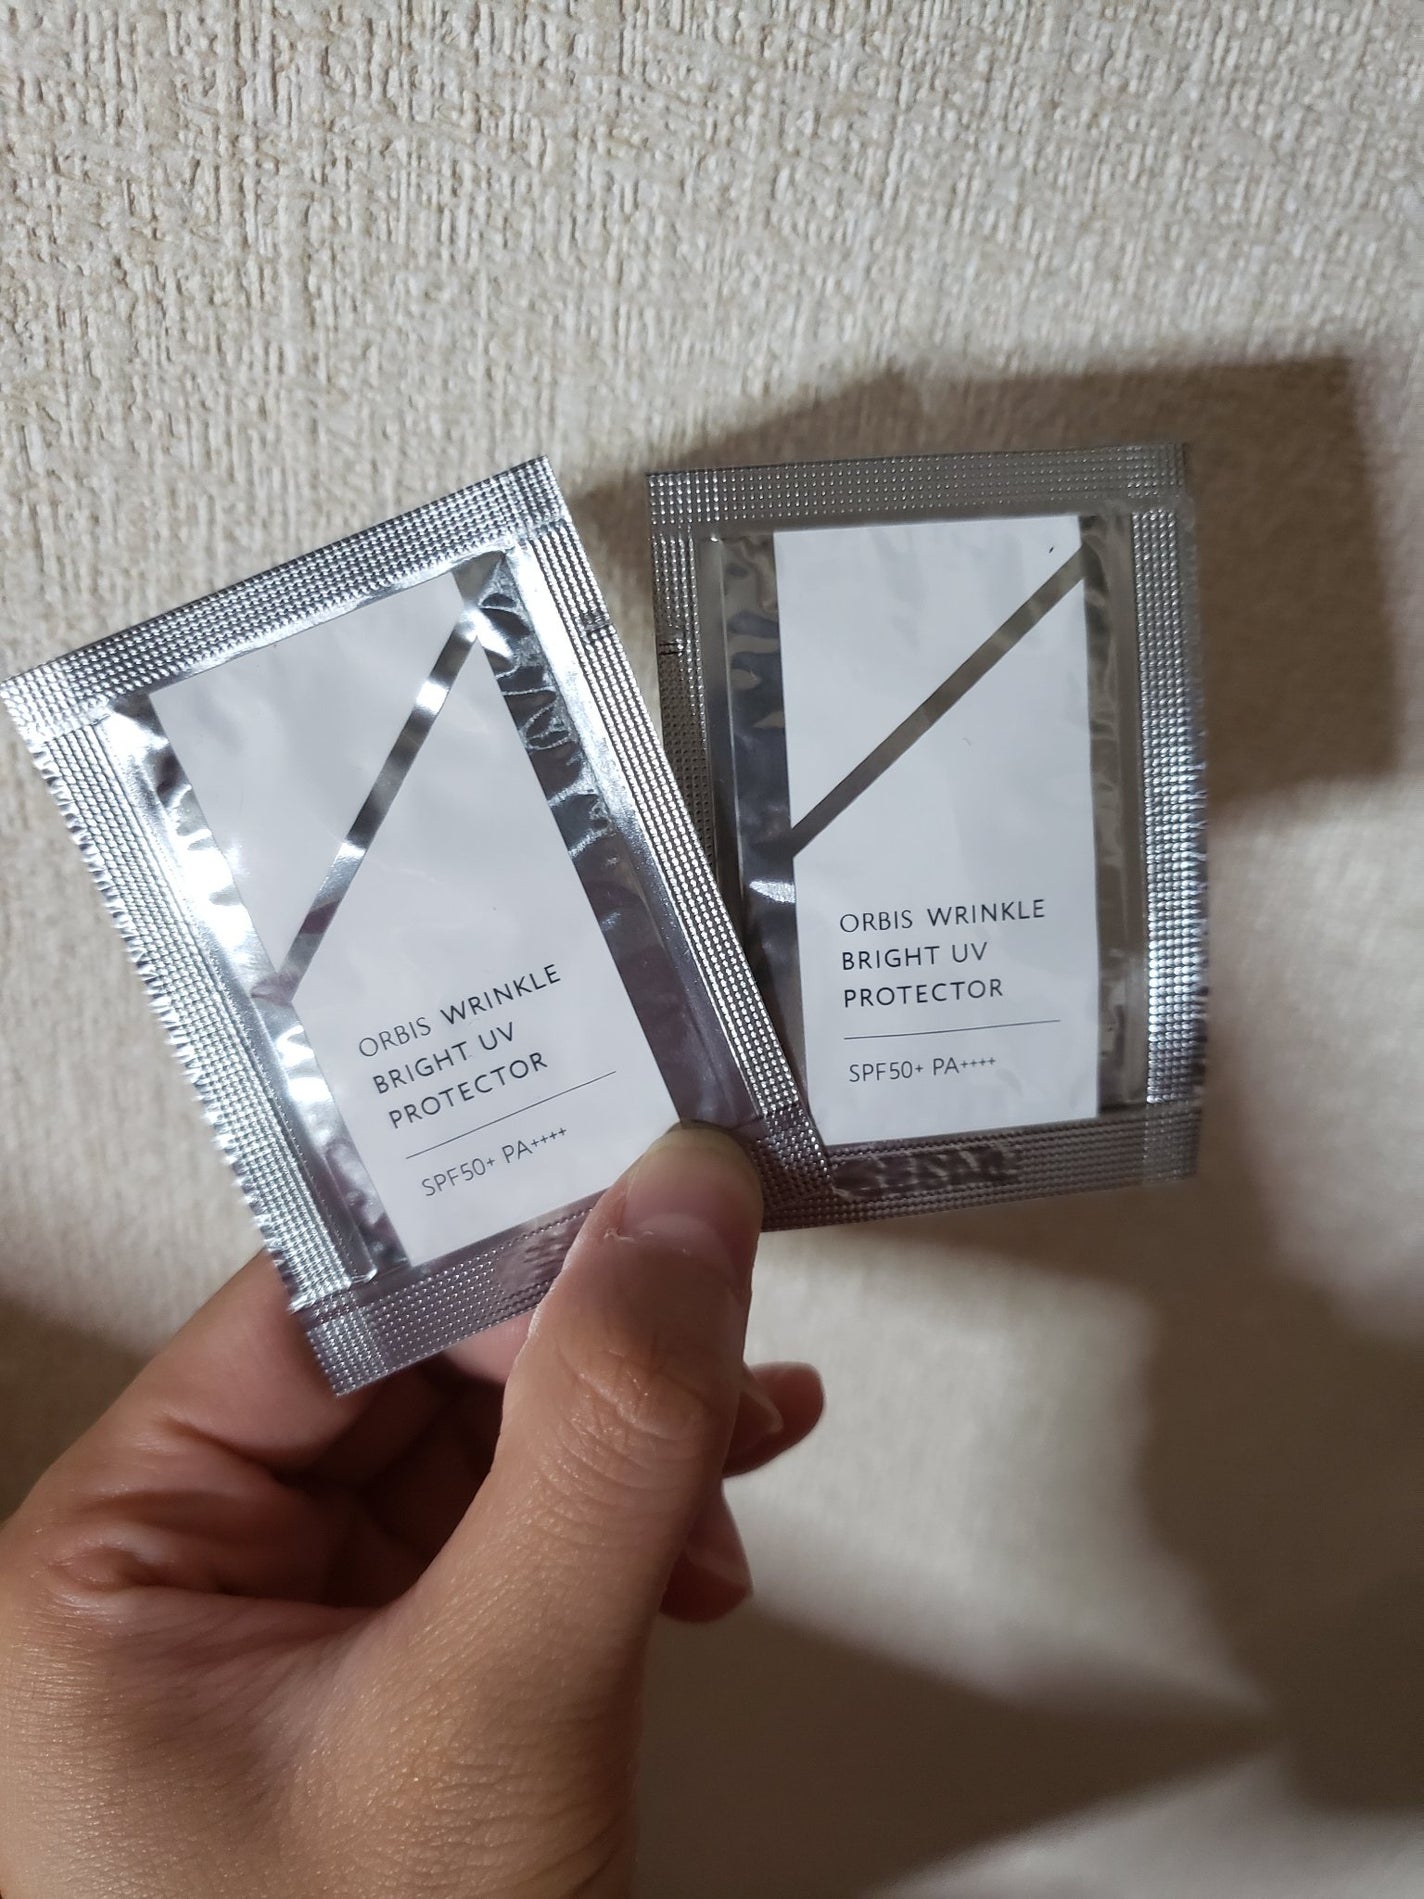 ORBIS WRINKLE
BRIGHT UV
PROTECTOR
SPF50+ PA++++
ORBIS WRINKLE
BRIGHT UV
PROTECTOR
SPF50+ PA++++